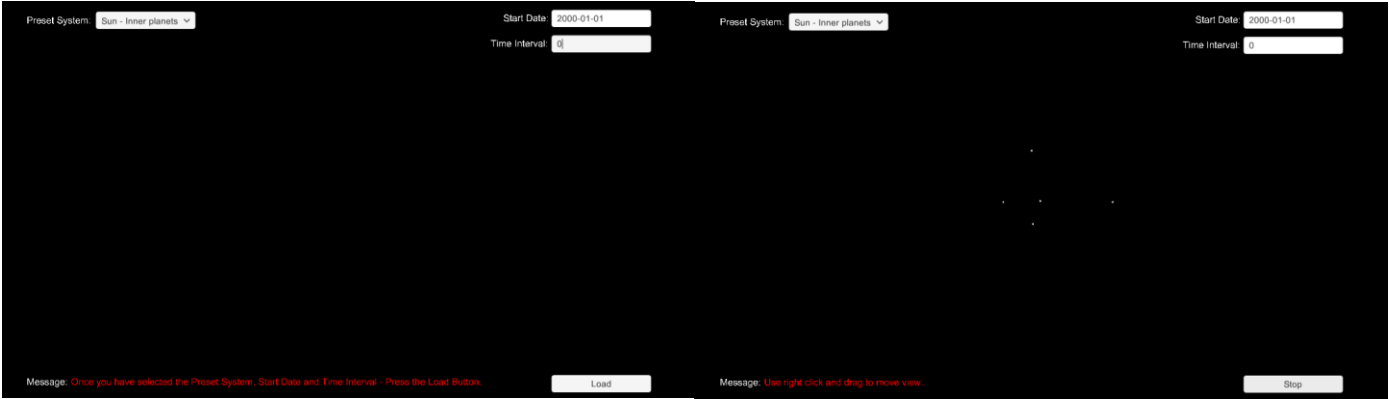 Preset System: Sun - Inner planets
Start Date: 2000-01-01
Time Interval: 0
Message: Once you have selected the Preset System, Start Date and Time Interval - Press the Load Button.
Load
Preset System: Sun - Inner planets
Start Date: 2000-01-01
Time Interval: 0
Message: Use right click and drag to move view.
Stop